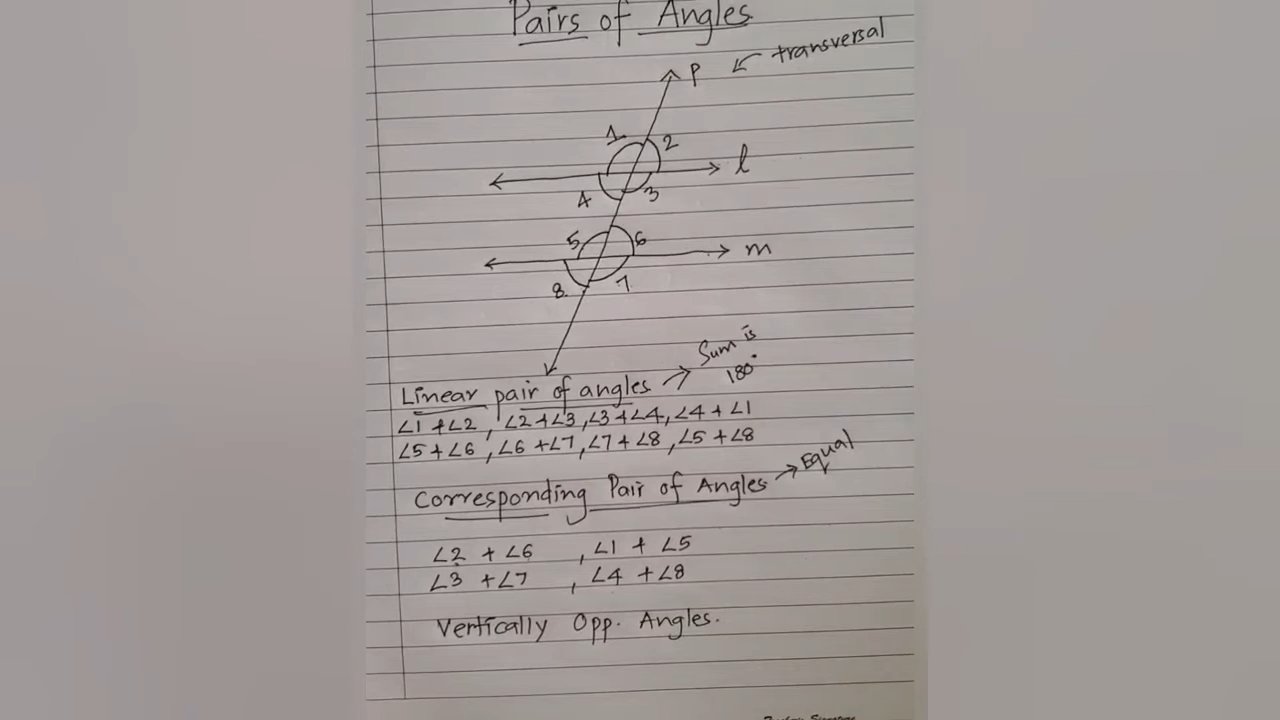 Pairs of Angles
transversal
p
1 2
l
4 3
5 6
m
8 7
Sum is
180°
Linear pair of angles →
∠1 + ∠2, ∠2 + ∠3, ∠3 + ∠4, ∠4 + ∠1
∠5 + ∠6, ∠6 + ∠7, ∠7 + ∠8, ∠5 + ∠8
Corresponding Pair of Angles → Equal
∠2 + ∠6 , ∠1 + ∠5
∠3 + ∠7 , ∠4 + ∠8
Vertically Opp. Angles.